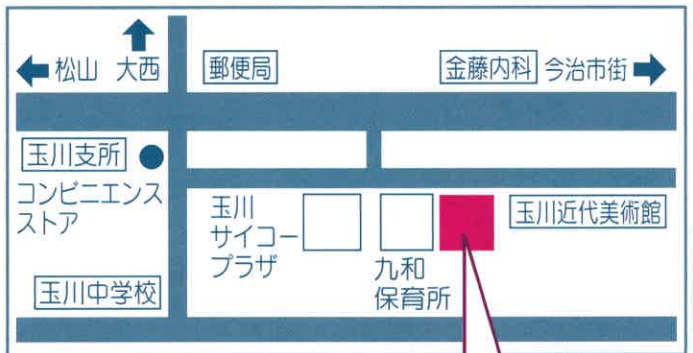 松山 大西
郵便局
金藤内科
今治市街
玉川支所
コンビニエンス
ストア
玉川
サイコー
プラザ
九和
保育所
玉川近代美術館
玉川中学校